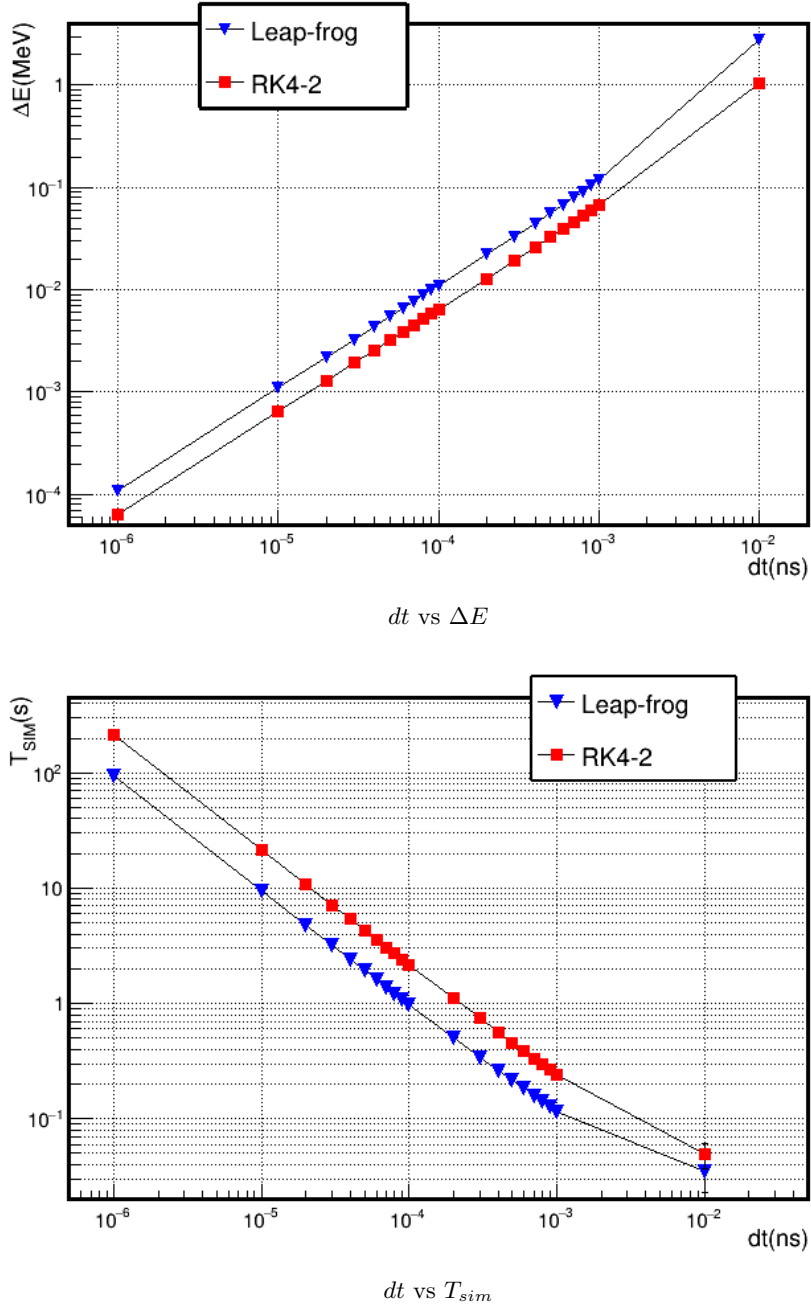 Leap-frog
RK4-2
ΔE(MeV)
1
10⁻¹
10⁻²
10⁻³
10⁻⁴
10⁻⁶ 10⁻⁵ 10⁻⁴ 10⁻³ 10⁻²
dt(ns)
dt vs ΔE
Leap-frog
RK4-2
T_SIM(s)
10²
10
1
10⁻¹
10⁻⁶ 10⁻⁵ 10⁻⁴ 10⁻³ 10⁻²
dt(ns)
dt vs T_sim